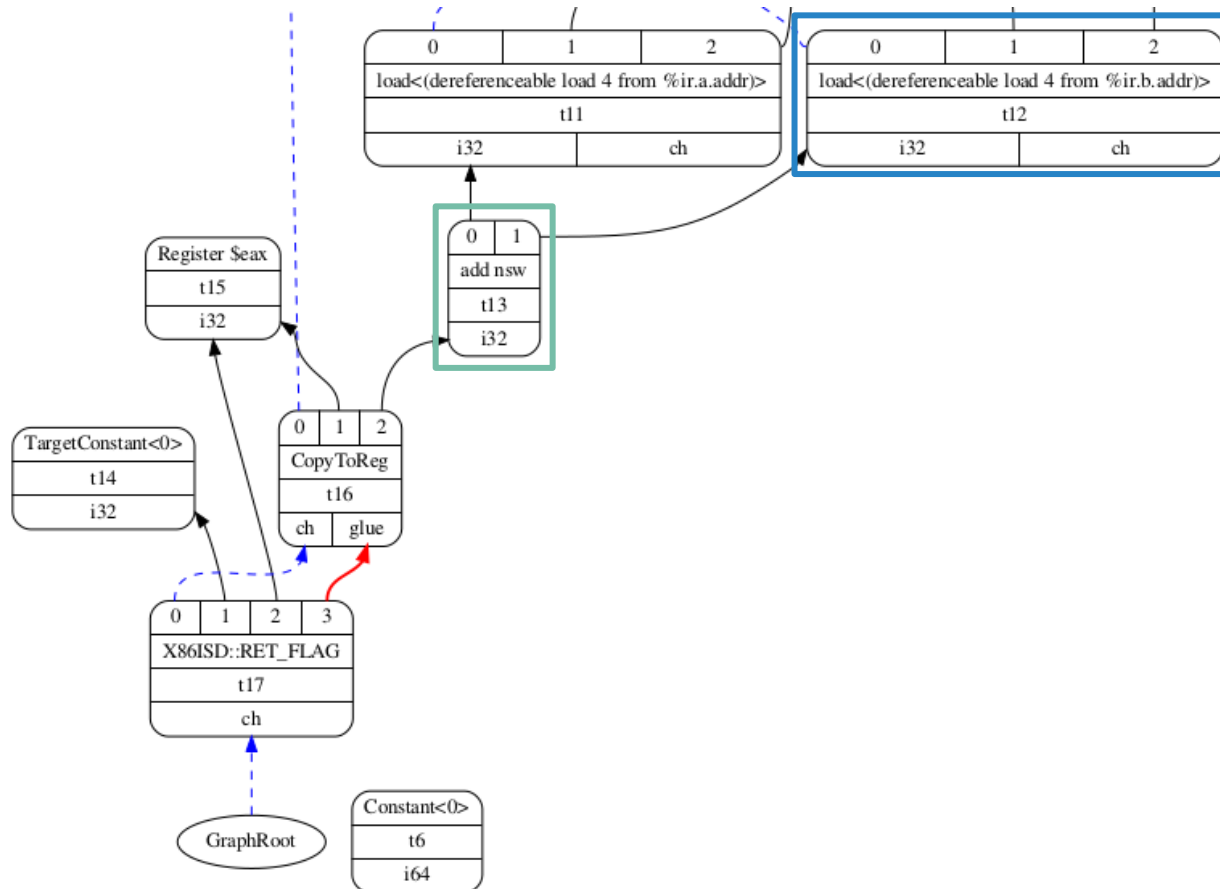 0 1 2
load<(dereferenceable load 4 from %ir.a.addr)>
t11
i32 ch
0 1 2
load<(dereferenceable load 4 from %ir.b.addr)>
t12
i32 ch
0 1
add nsw
t13
i32
Register $eax
t15
i32
0 1 2
CopyToReg
t16
ch glue
TargetConstant<0>
t14
i32
0 1 2 3
X86ISD::RET_FLAG
t17
ch
GraphRoot
Constant<0>
t6
i64